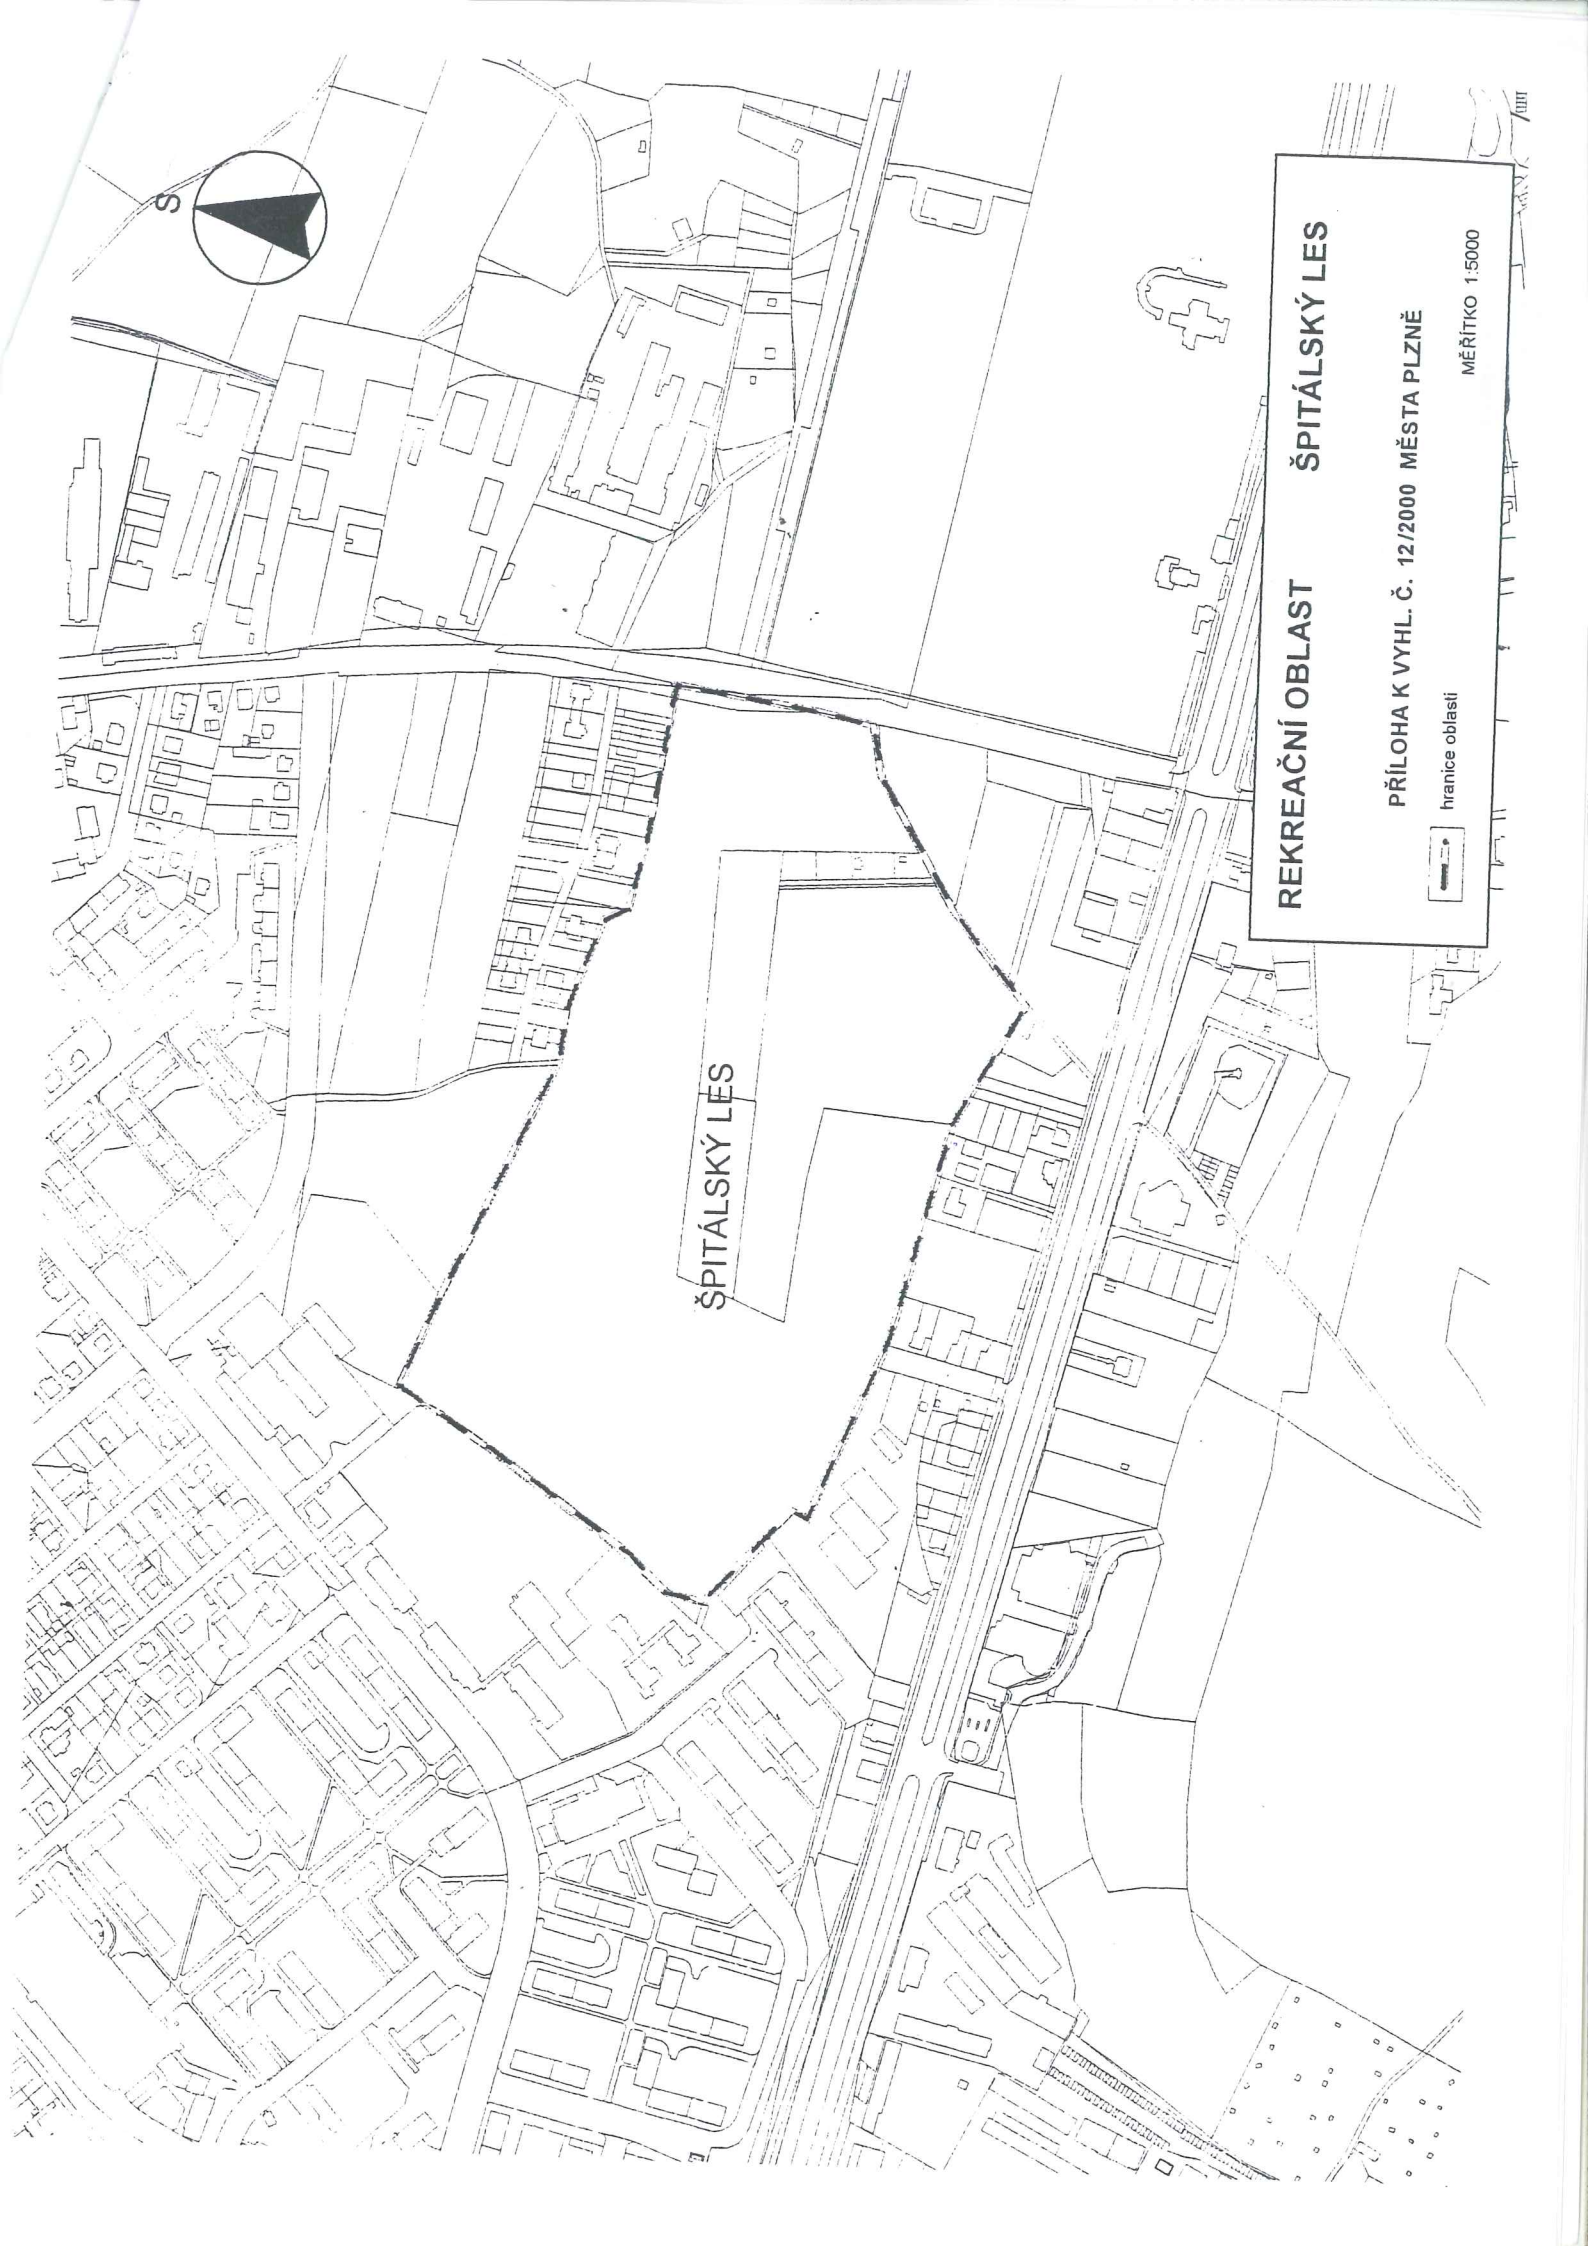 S
ŠPITÁLSKÝ LES
REKREAČNÍ OBLAST ŠPITÁLSKÝ LES
PŘÍLOHA K VYHL. Č. 12/2000 MĚSTA PLZNĚ
hranice oblasti
MĚŘÍTKO 1:5000